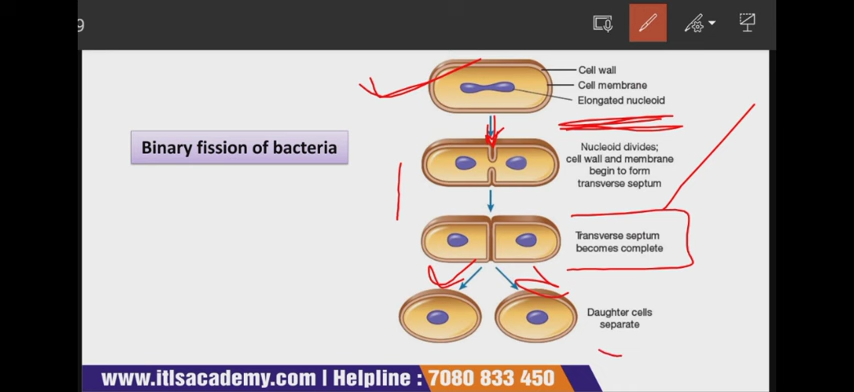 9
Cell wall
Cell membrane
Elongated nucleoid
Binary fission of bacteria
Nucleoid divides;
cell wall and membrane
begin to form
transverse septum
Transverse septum
becomes complete
Daughter cells
separate
www.itlsacademy.com | Helpline : 7080 833 450